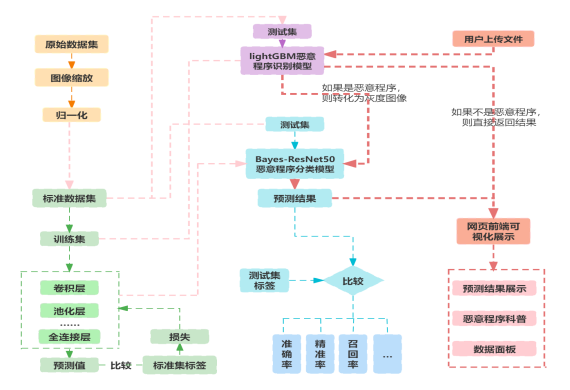 原始数据集
图像缩放
归一化
标准数据集
训练集
卷积层
池化层
……
全连接层
预测值
比较
标准集标签
损失
测试集
lightGBM恶意
程序识别模型
如果是恶意程序，
则转化为灰度图像
测试集
Bayes-ResNet50
恶意程序分类模型
预测结果
测试集
标签
比较
准确率
精准率
召回率
...
用户上传文件
如果不是恶意程序，
则直接返回结果
网页前端可
视化展示
预测结果展示
恶意程序科普
数据面板